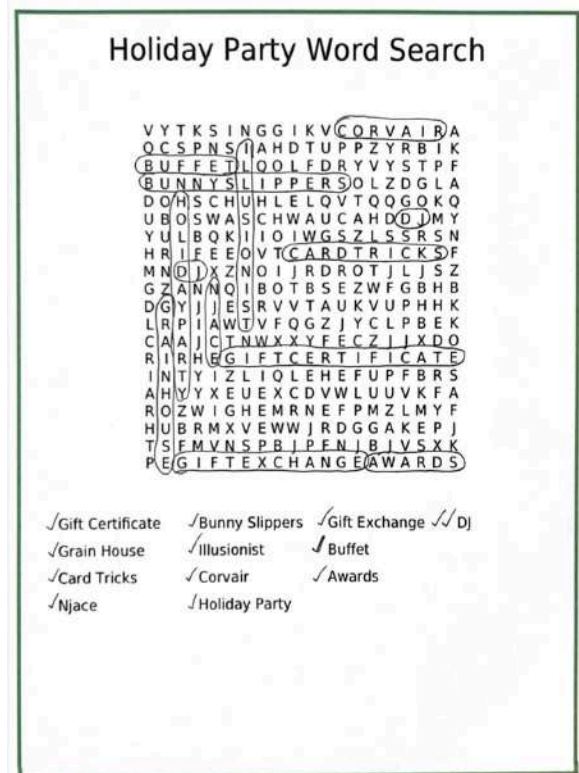 Holiday Party Word Search
V Y T K S I N G G I K V C O R V A I R A
Q C S P N S I A H D T U P P Z Y R B I K
B U F F E T L Q O L F D R Y V Y S T P F
B U N N Y S L I P P E R S O L Z D G L A
D O H S C H U H L E L Q V T Q Q G O K Q
U B O S W A S C H W A U C A H D D J M Y
Y U L B Q K I I O I W G S Z L S S R S N
H R I F E E O V T C A R D T R I C K S F
M N D J X Z N O I J R D R O T J L J S Z
G Z A N N Q I B O T B S E Z W F G B H B
D G Y J J E S R V V T A U K V U P H H K
L R P I A W T V F Q G Z J Y C L P B E K
C A A J C T N W X X Y F E C Z J J X D O
R I R H E G I F T C E R T I F I C A T E
I N T Y I Z L I Q L E H E F U P F B R S
A H Y Y X E U E X C D V W L U U V K F A
R O Z W I G H E M R N E F P M Z L M Y F
H U B R M X V E W W J R D G G A K E P J
T S F M V N S P B J P F N J B J V S X K
P E G I F T E X C H A N G E A W A R D S
✓Gift Certificate ✓Bunny Slippers ✓Gift Exchange ✓✓ DJ
✓Grain House ✓Illusionist ✓Buffet
✓Card Tricks ✓Corvair ✓Awards
✓Njace ✓Holiday Party